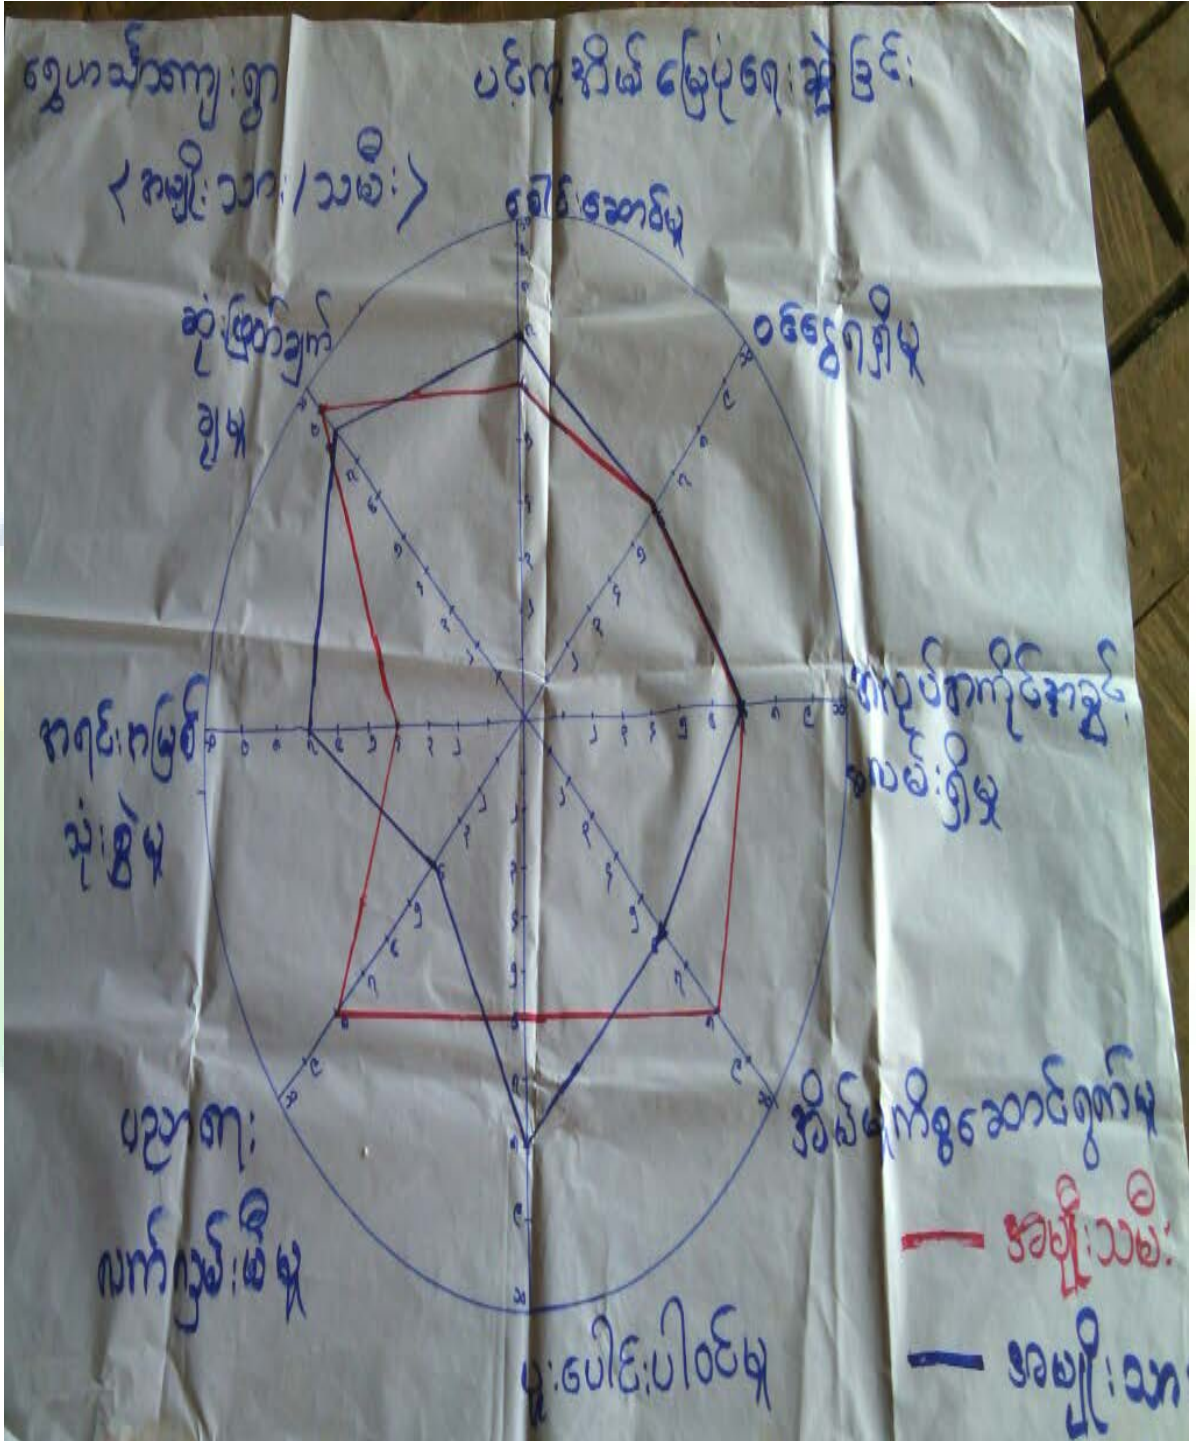 ရွှေဟင်္သာကျေးရွာ
ပင့်ကူအိမ် မြေပုံရေးဆွဲခြင်း
< အမျိုးသား / သမီး >
ခေါင်းဆောင်မှု
ဝင်ငွေရရှိမှု
ဆုံးဖြတ်ချက်
ချမှု
အလုပ်အကိုင်အခွင့်
အလမ်းရှိမှု
အရင်းအမြစ်
သုံးစွဲမှု
အိမ်မှုကိစ္စဆောင်ရွက်မှု
ပညာရေး
လက်လှမ်းမီမှု
ပူးပေါင်းပါဝင်မှု
အမျိုးသမီး
အမျိုးသား